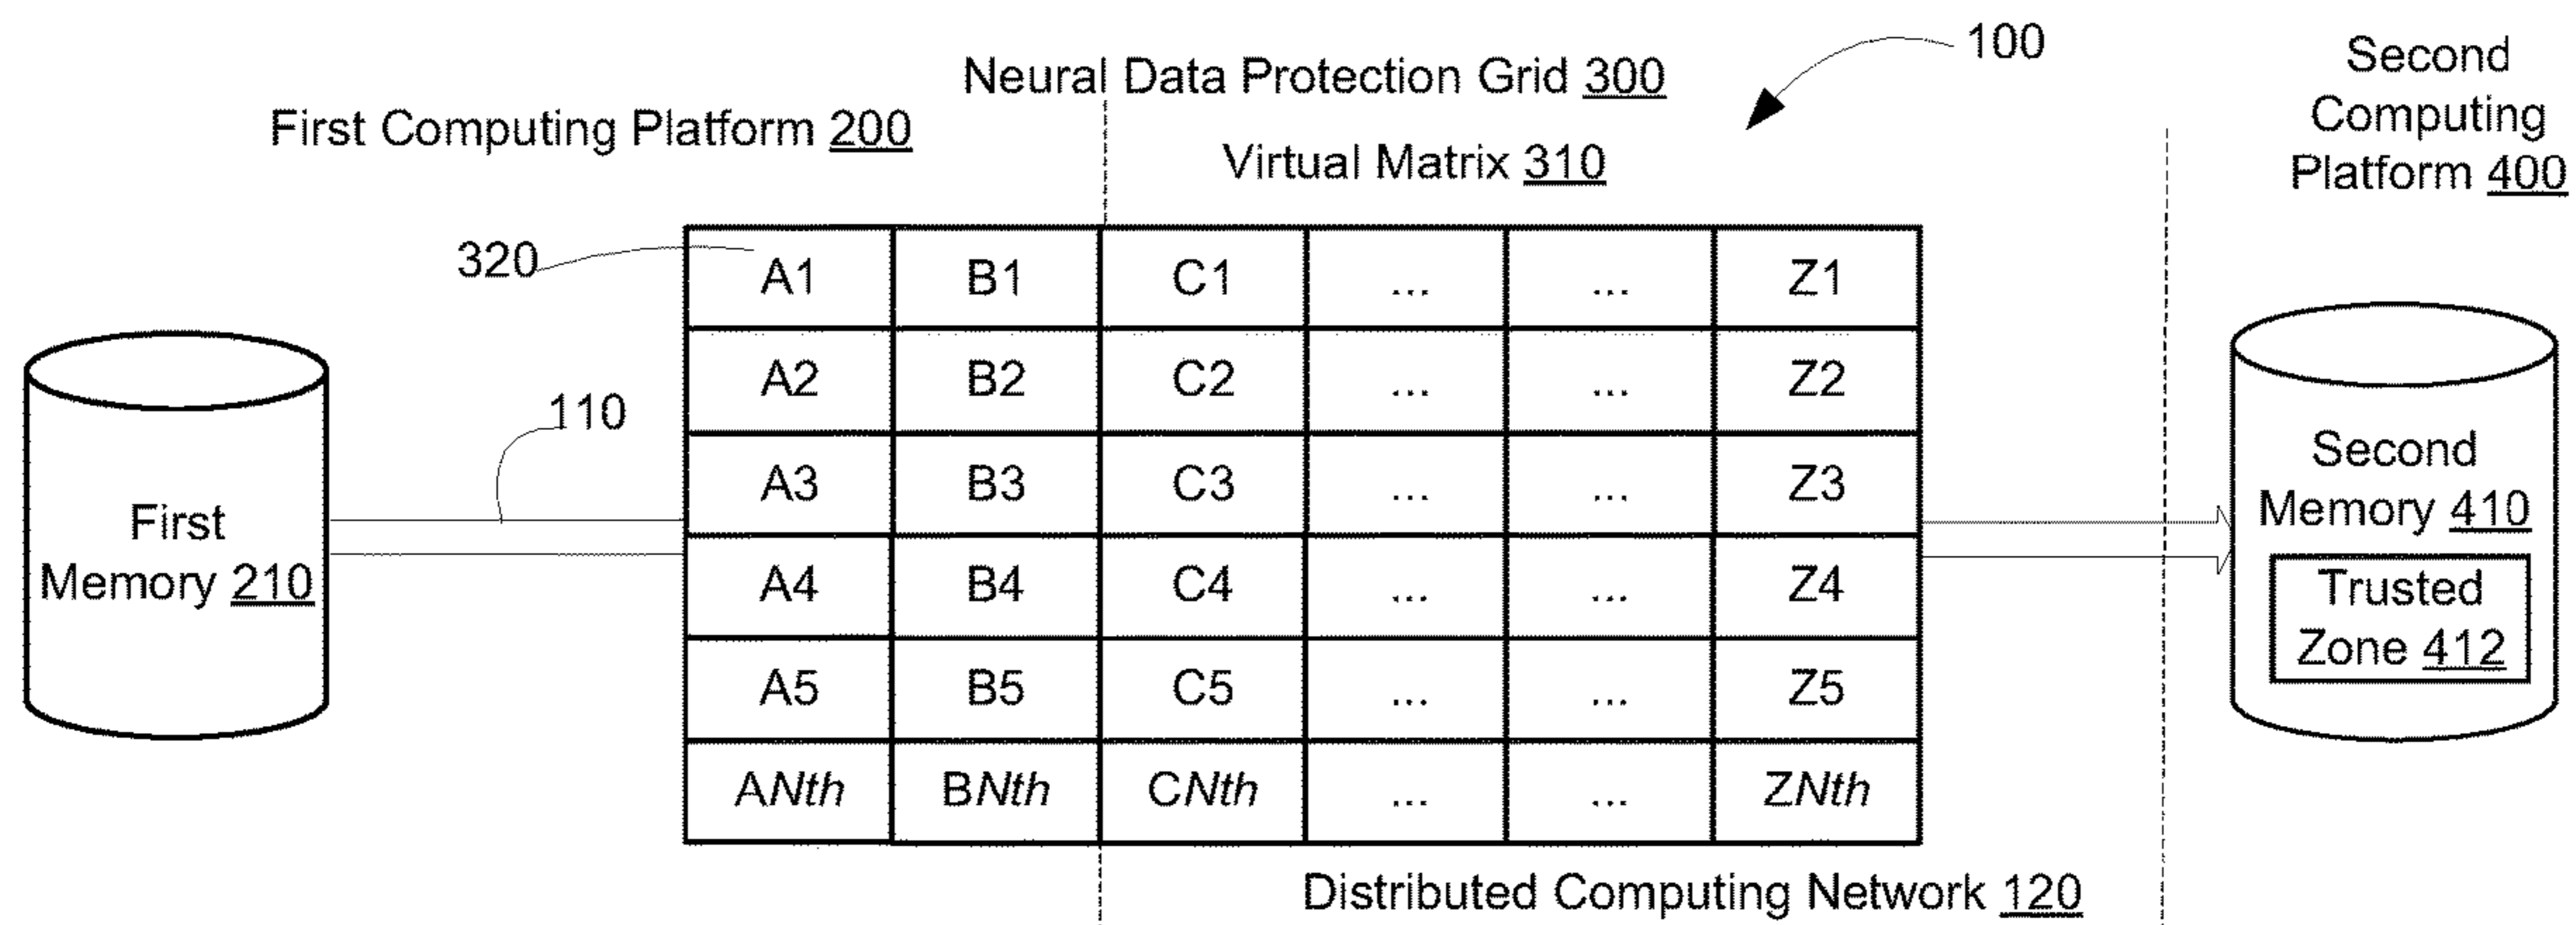 100
Neural Data Protection Grid 300
First Computing Platform 200
Virtual Matrix 310
Second
Computing
Platform 400
320
A1 B1 C1 ... ... Z1
A2 B2 C2 ... ... Z2
110
A3 B3 C3 ... ... Z3
A4 B4 C4 ... ... Z4
A5 B5 C5 ... ... Z5
ANth BNth CNth ... ... ZNth
First
Memory 210
Second
Memory 410
Trusted
Zone 412
Distributed Computing Network 120